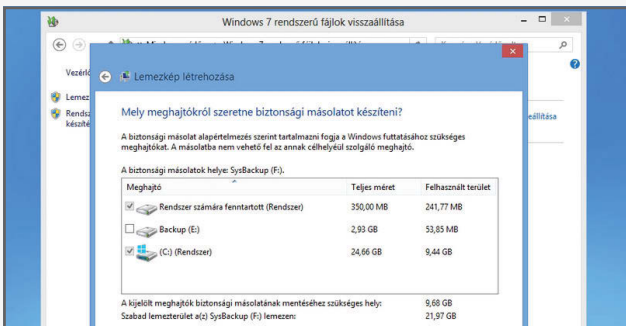 Windows 7 rendszerű fájlok visszaállítása
Vezérlő
Lemez
Rendsz
készíté
eállítása
Lemezkép létrehozása
Mely meghajtókról szeretne biztonsági másolatot készíteni?
A biztonsági másolat alapértelmezés szerint tartalmazni fogja a Windows futtatásához szükséges
meghajtókat. A másolatba nem vehető fel az annak célhelyéül szolgáló meghajtó.
A biztonsági másolatok helye: SysBackup (F:).
Meghajtó Teljes méret Felhasznált terület
Rendszer számára fenntartott (Rendszer) 350,00 MB 241,77 MB
Backup (E:) 2,93 GB 53,85 MB
(C:) (Rendszer) 24,66 GB 9,44 GB
A kijelölt meghajtók biztonsági másolatának mentéséhez szükséges hely: 9,68 GB
Szabad lemezterület a(z) SysBackup (F:) lemezen: 21,97 GB